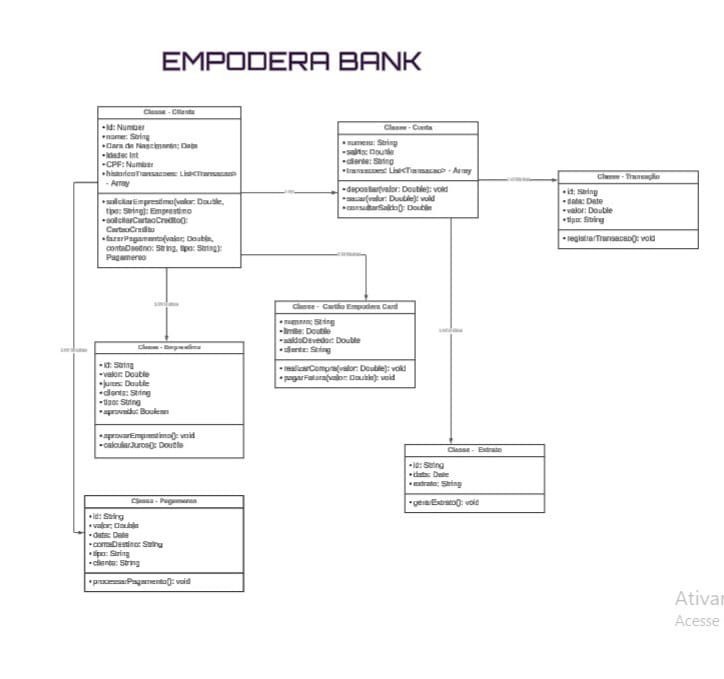 EMPODERA BANK
Classe - Cliente
•Id: Number
•nome: String
•Data de Nascimento: Date
•Idade: Int
•CPF: Number
•historicoTransacoes: List<Transacao>
- Array
•solicitarEmprestimo(valor: Double,
tipo: String): Emprestimo
•solicitarCartaoCredito():
CartaoCredito
•fazerPagamento(valor: Double,
contaDestino: String, tipo: String):
Pagamento
Classe - Conta
•numero: String
•saldo: Double
•cliente: String
•transacoes: List<Transacao> - Array
•depositar(valor: Double): void
•sacar(valor: Double): void
•consultarSaldo(): Double
Classe - Transação
•id: String
•data: Date
•valor: Double
•tipo: String
•registrarTransacao(): void
Classe - Cartão Empodera Card
•numero: String
•limite: Double
•saldoDevedor: Double
•cliente: String
•realizarCompra(valor: Double): void
•pagarFatura(valor: Double): void
Classe - Empréstimo
•id: String
•valor: Double
•juros: Double
•cliente: String
•tipo: String
•aprovado: Boolean
•aprovarEmprestimo(): void
•calcularJuros(): Double
Classe - Extrato
•id: String
•data: Date
•extrato: String
•gerarExtrato(): void
Classe - Pagamento
•id: String
•valor: Double
•data: Date
•contaDestino: String
•tipo: String
•cliente: String
•processarPagamento(): void
Ativar
Acesse